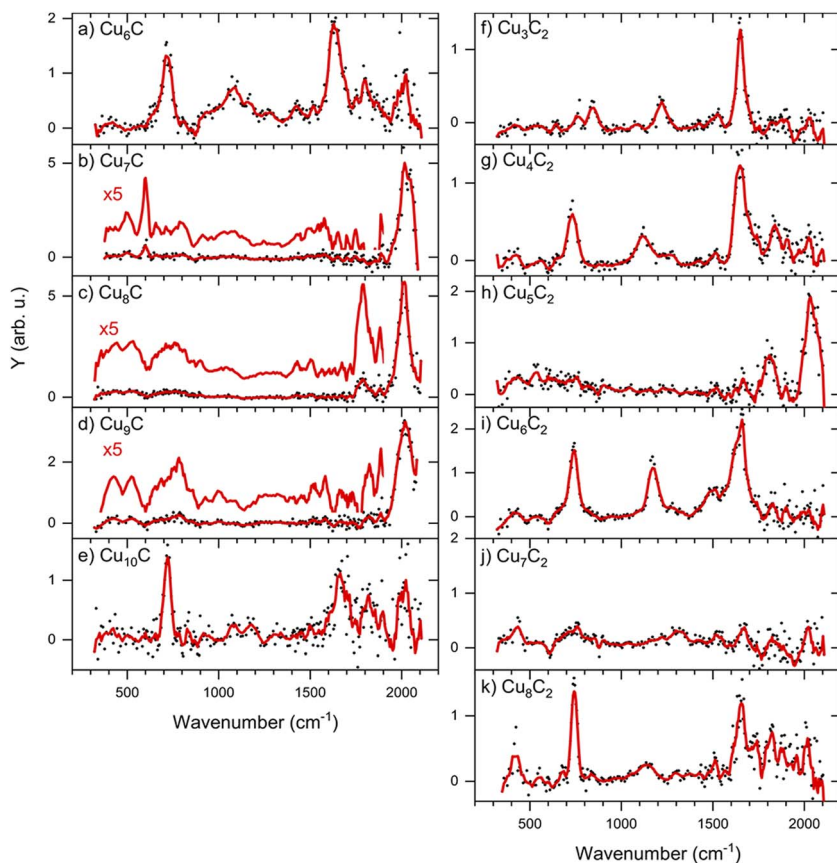 a) Cu6C
2
1
0
b) Cu7C
x5
5
0
c) Cu8C
x5
5
0
d) Cu9C
x5
2
0
e) Cu10C
1
0
500 1000 1500 2000
Wavenumber (cm-1)
Y (arb. u.)
f) Cu3C2
1
0
g) Cu4C2
1
0
h) Cu5C2
2
1
0
i) Cu6C2
2
1
0
j) Cu7C2
2
1
0
k) Cu8C2
1
0
500 1000 1500 2000
Wavenumber (cm-1)